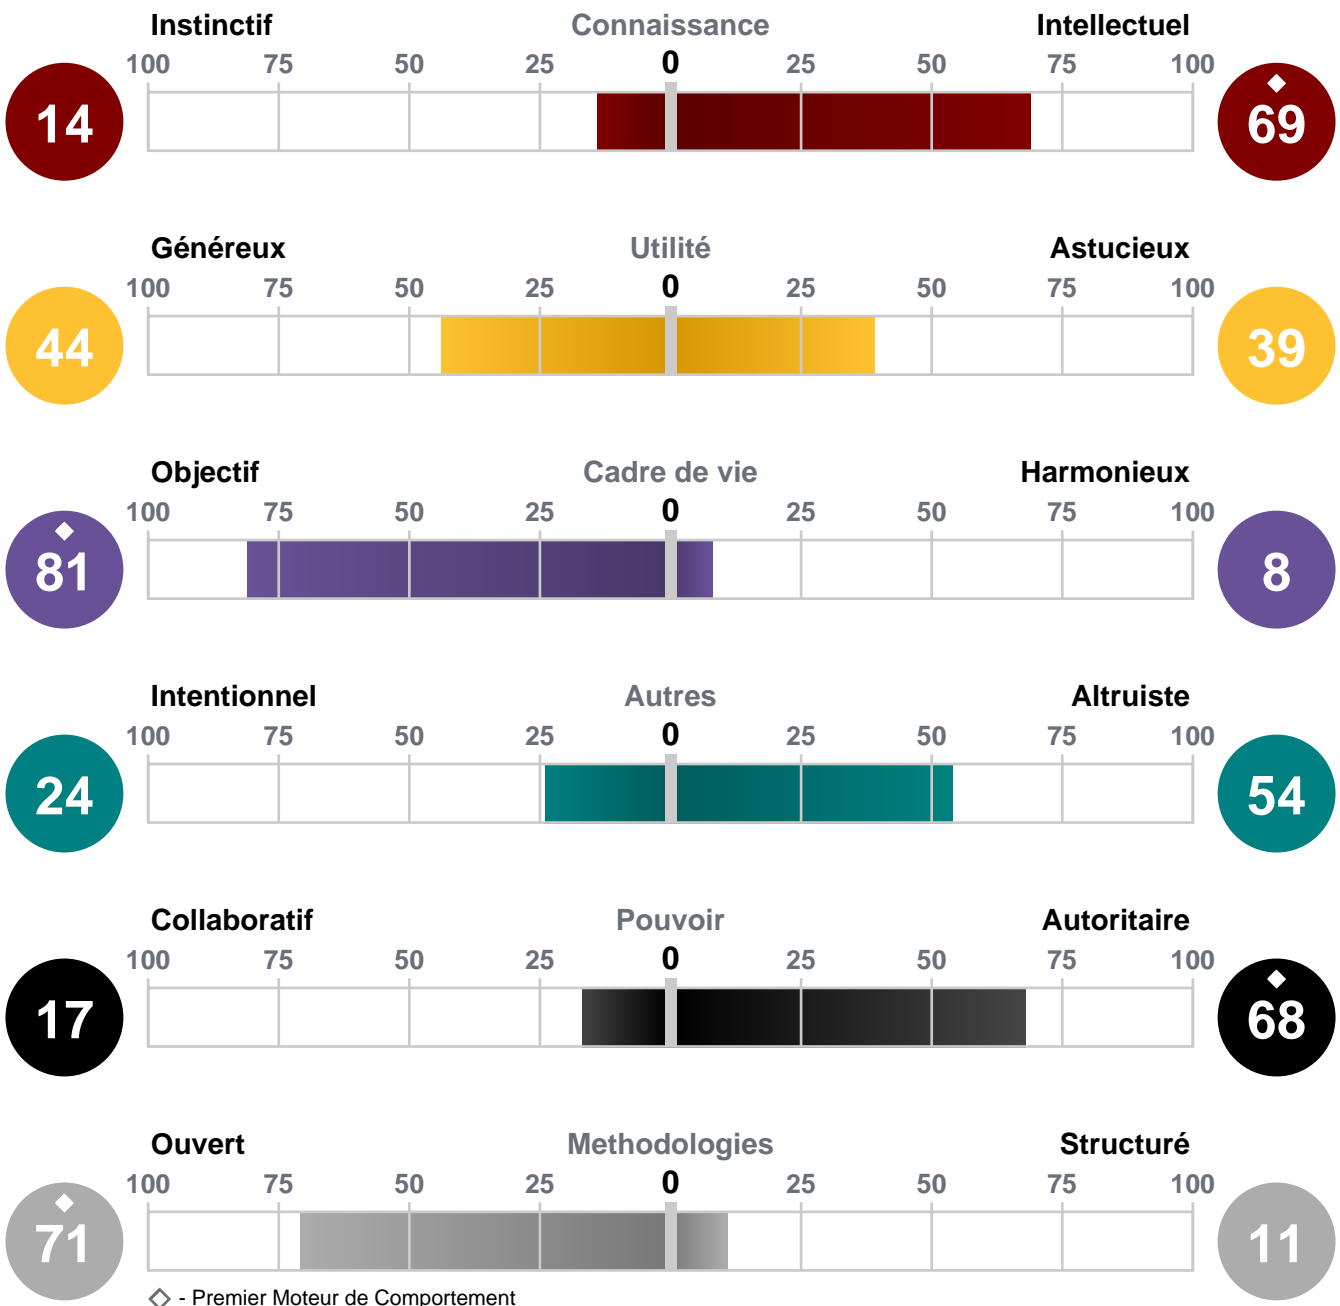 Instinctif Connaissance Intellectuel
100 75 50 25 0 25 50 75 100
14 69
Généreux Utilité Astucieux
100 75 50 25 0 25 50 75 100
44 39
Objectif Cadre de vie Harmonieux
100 75 50 25 0 25 50 75 100
81 8
Intentionnel Autres Altruiste
100 75 50 25 0 25 50 75 100
24 54
Collaboratif Pouvoir Autoritaire
100 75 50 25 0 25 50 75 100
17 68
Ouvert Methodologies Structuré
100 75 50 25 0 25 50 75 100
71 11
- Premier Moteur de Comportement